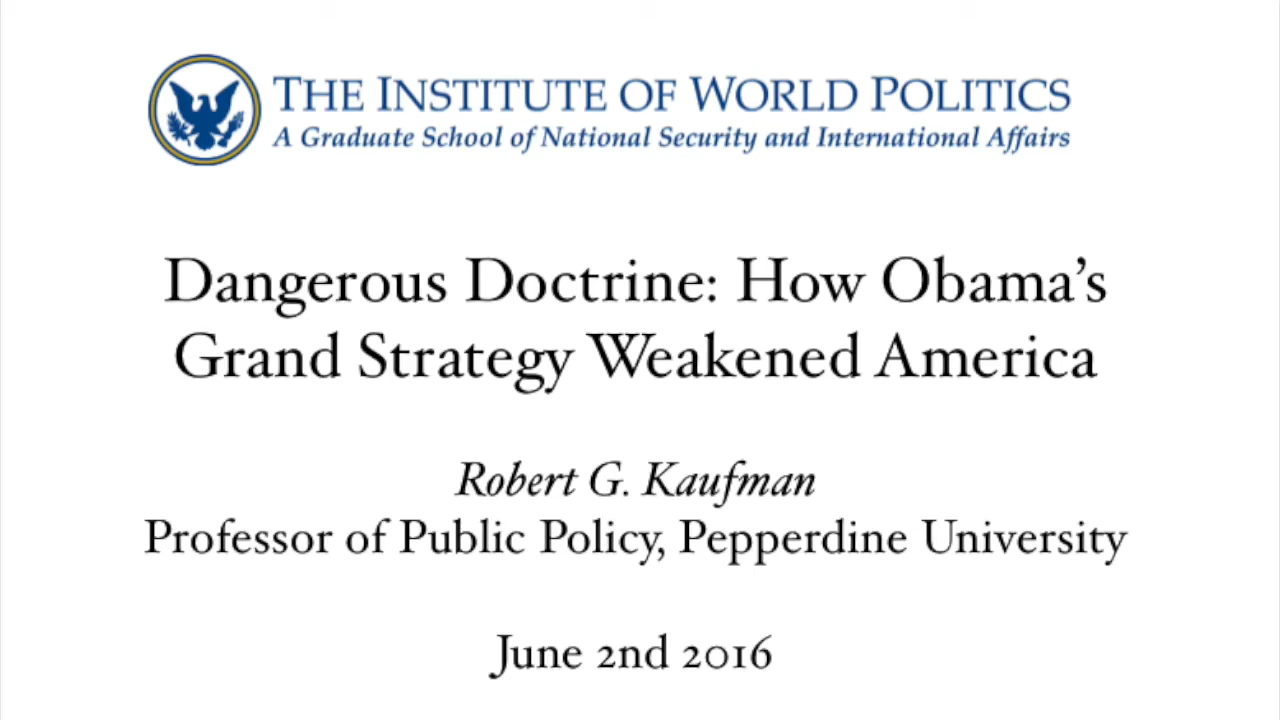 THE INSTITUTE OF WORLD POLITICS
A Graduate School of National Security and International Affairs
Dangerous Doctrine: How Obama’s
Grand Strategy Weakened America
Robert G. Kaufman
Professor of Public Policy, Pepperdine University
June 2nd 2016